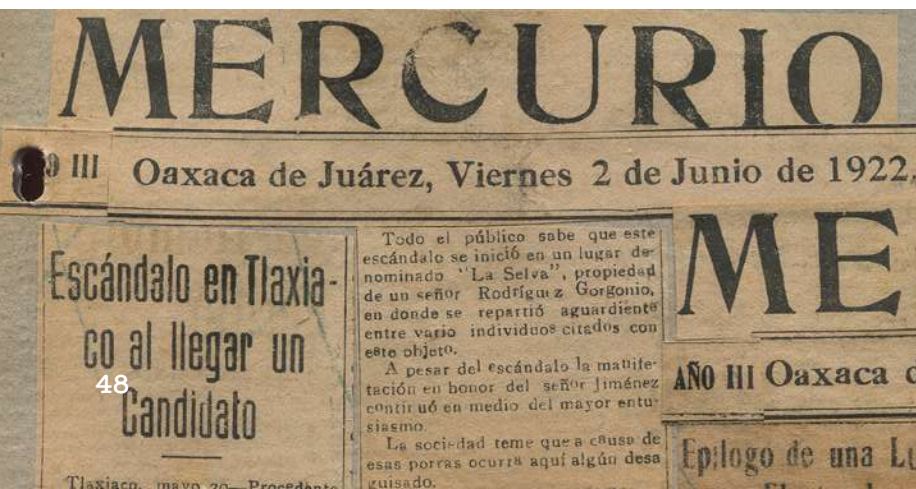 MERCURIO
III Oaxaca de Juárez, Viernes 2 de Junio de 1922.
Escándalo en Tlaxia-
co al llegar un
48
Candidato
Tlaxiaco, mayo 20—Procedente
Todo el público sabe que este
escándalo se inició en un lugar de-
nominado "La Selva", propiedad
de un señor Rodríguez Gorgonio,
en donde se repartió aguardiente
entre vario individuos citados con
este objeto.
A pesar del escándalo la manife-
tación en honor del señor Jiménez
continuó en medio del mayor entu-
siasmo.
La sociedad teme que a causa de
esas porras ocurra aquí algún desa
guisado.
ME
AÑO III Oaxaca
Epílogo de una